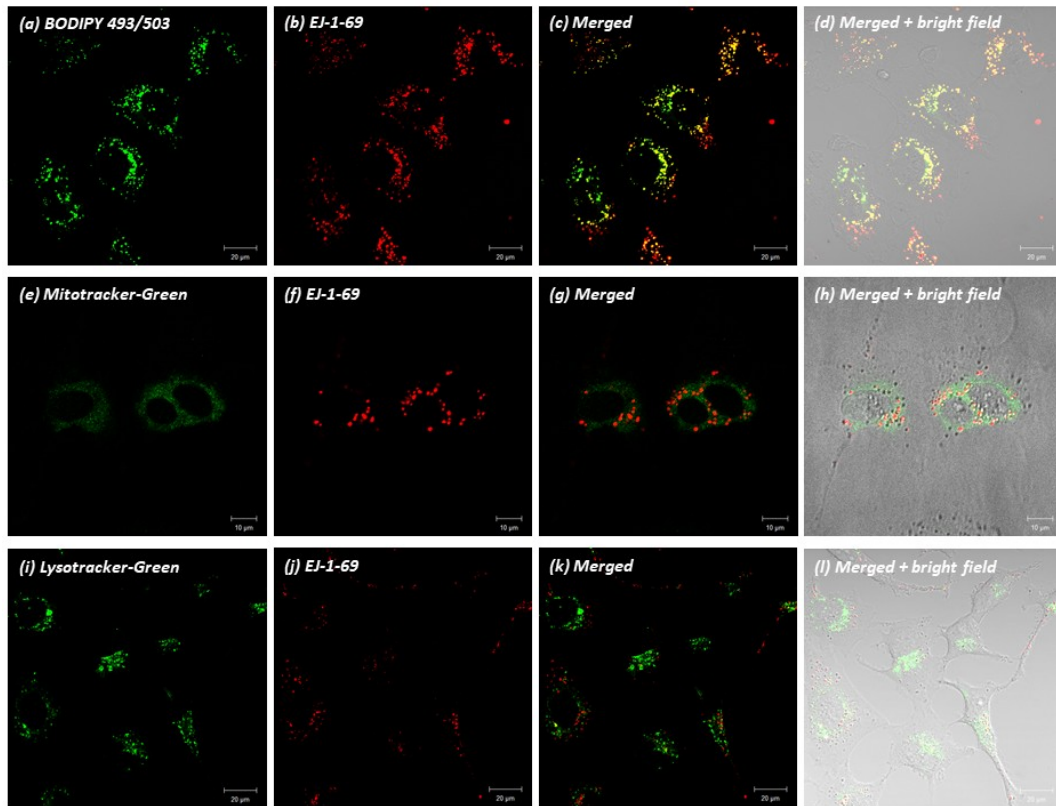 (a) BODIPY 493/503
(b) EJ-1-69
(c) Merged
(d) Merged + bright field
20 µm
20 µm
20 µm
20 µm
(e) Mitotracker-Green
(f) EJ-1-69
(g) Merged
(h) Merged + bright field
10 µm
10 µm
10 µm
10 µm
(i) Lysotracker-Green
(j) EJ-1-69
(k) Merged
(l) Merged + bright field
20 µm
20 µm
20 µm
20 µm